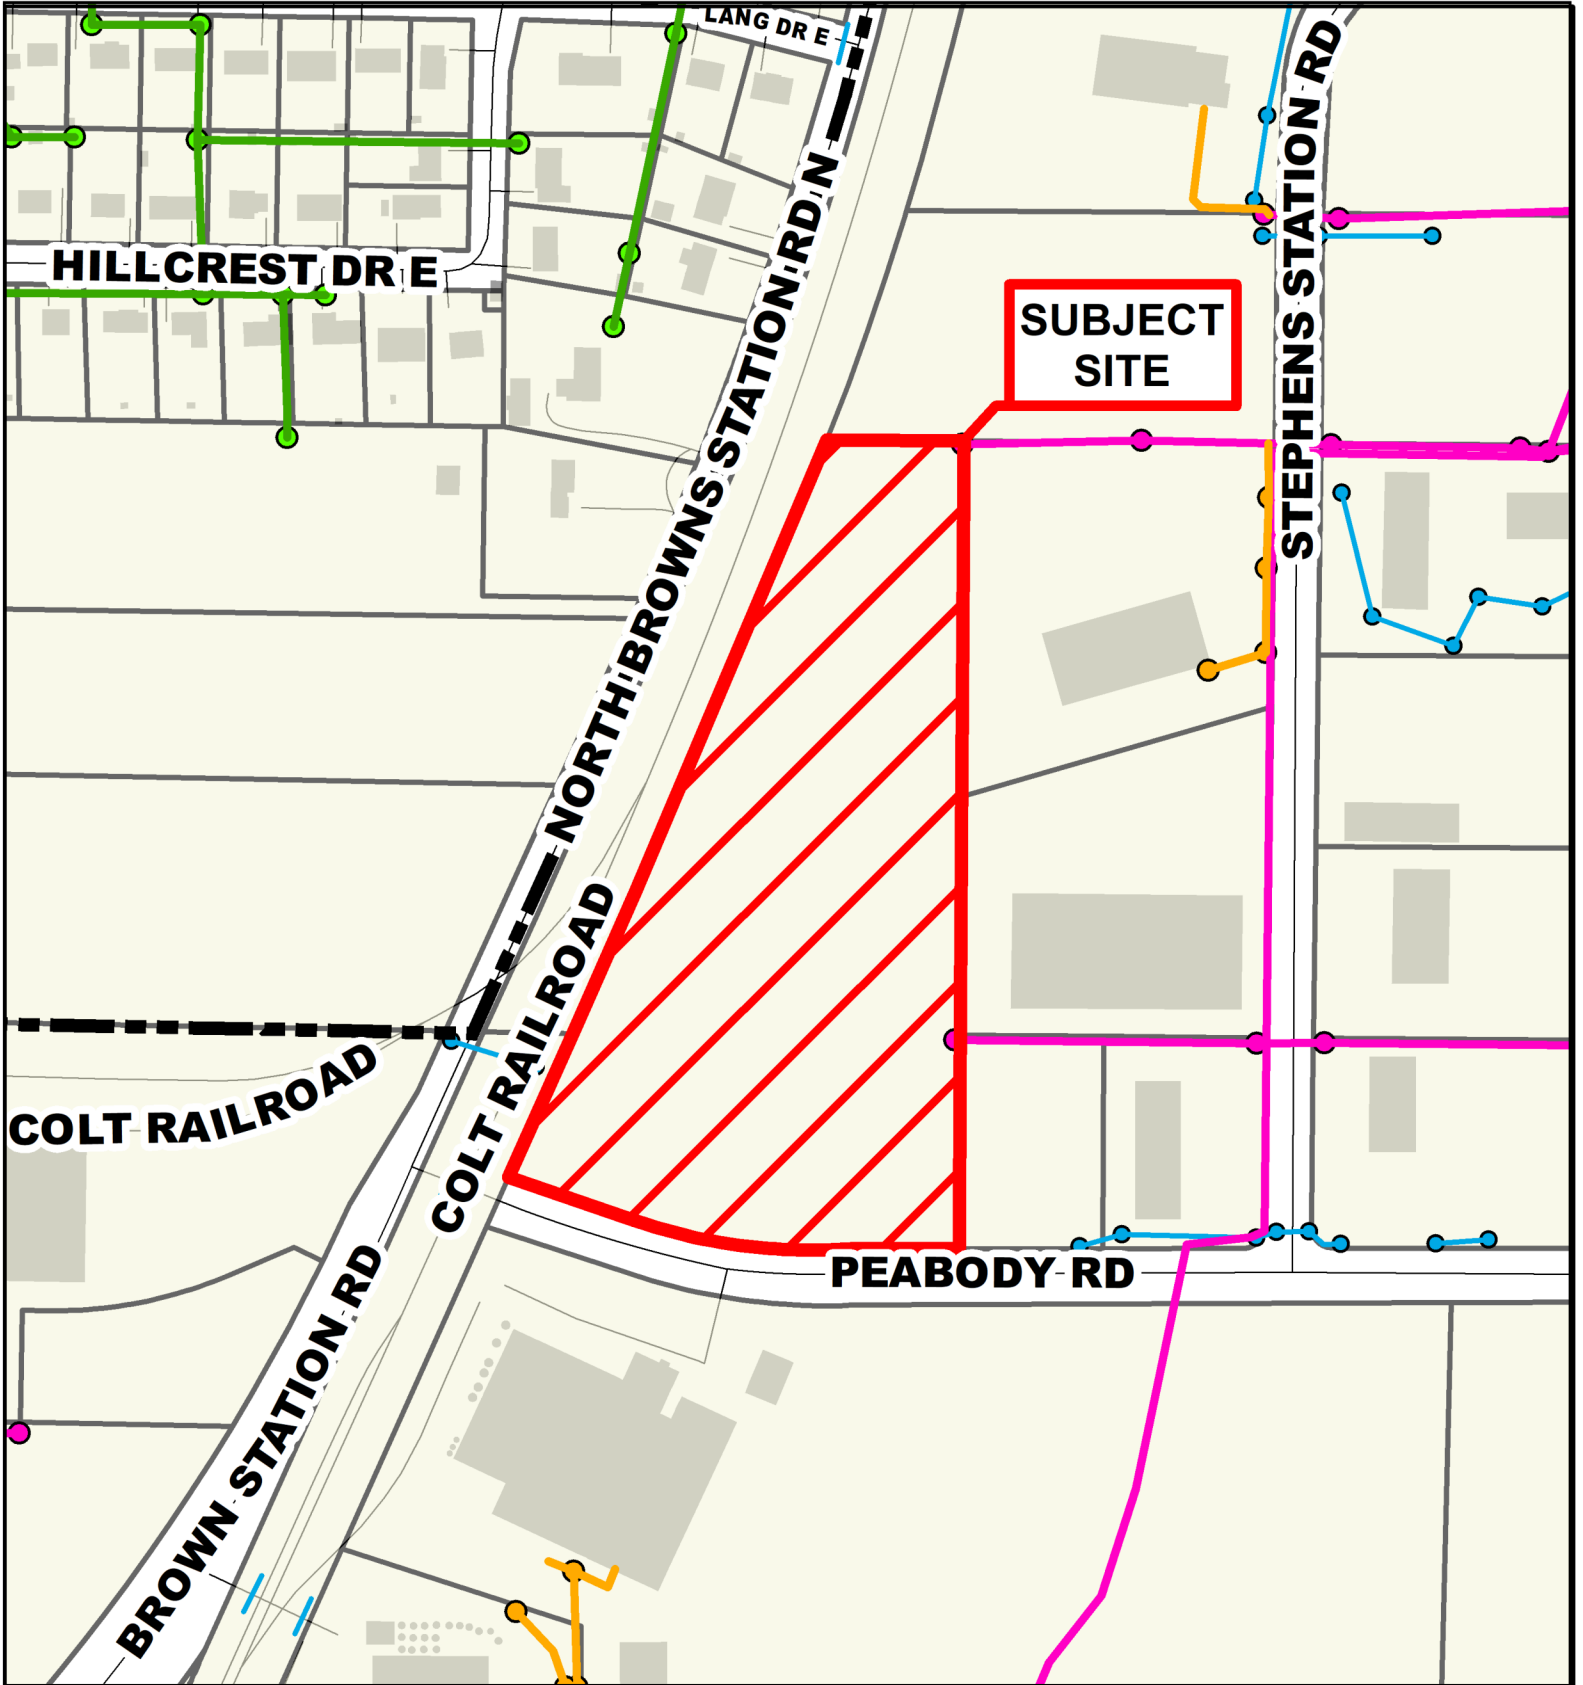 LANG DR E
STEPHENS STATION RD
HILLCREST DR E
NORTH BROWNS STATION RD N
SUBJECT
SITE
COLT RAILROAD
COLT RAILROAD
PEABODY RD
BROWN STATION RD